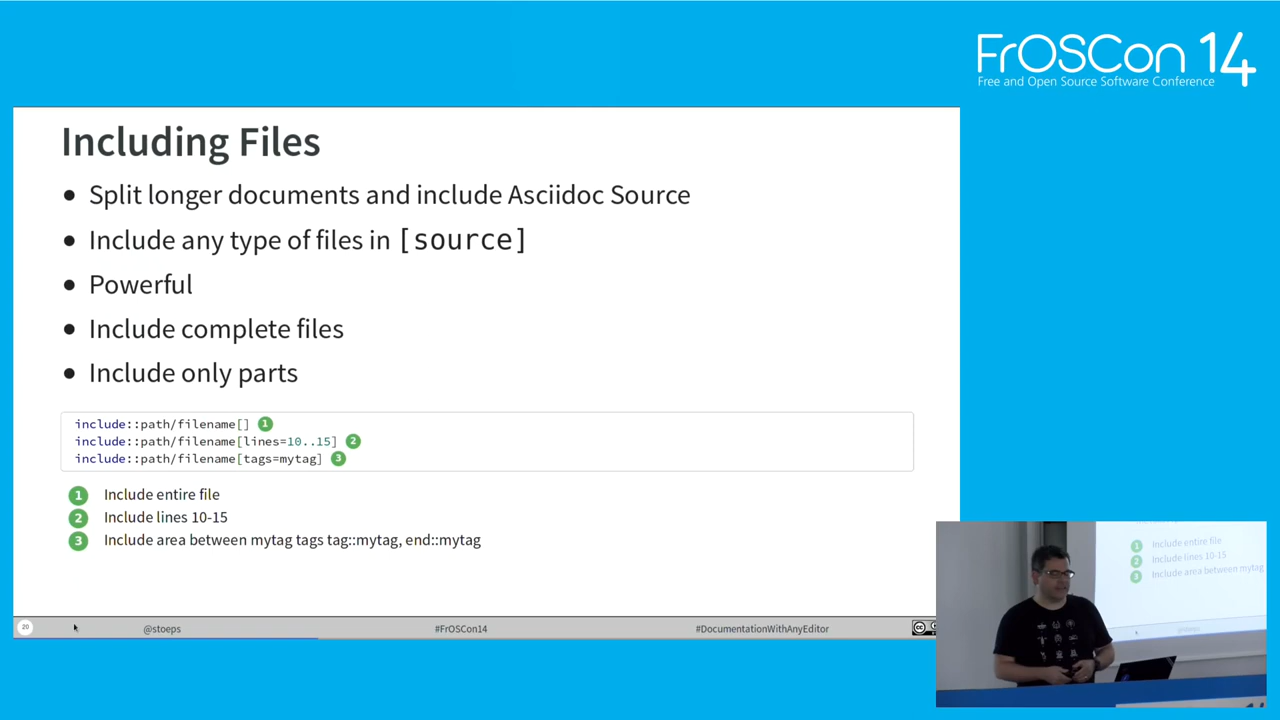 FrOSCon 14
Free and Open Source Software Conference
Including Files
• Split longer documents and include Asciidoc Source
• Include any type of files in [source]
• Powerful
• Include complete files
• Include only parts
include::path/filename[] 1
include::path/filename[lines=10..15] 2
include::path/filename[tags=mytag] 3
1 Include entire file
2 Include lines 10-15
3 Include area between mytag tags tag::mytag, end::mytag
20 @stoeps #FrOSCon14 #DocumentationWithAnyEditor cc
1 Include entire file
2 Include lines 10-15
3 Include area between mytag
@stoeps